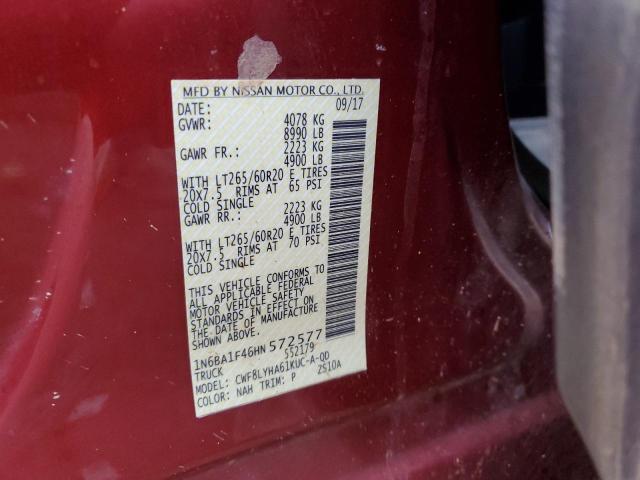 MFD BY NISSAN MOTOR CO., LTD.
DATE: 09/17
GVWR: 4078 KG
8990 LB
GAWR FR.: 2223 KG
4900 LB
WITH LT265/60R20 E TIRES
20X7.5 RIMS AT 65 PSI
COLD SINGLE
GAWR RR.: 2223 KG
4900 LB
WITH LT265/60R20 E TIRES
20X7.5 RIMS AT 70 PSI
COLD SINGLE
THIS VEHICLE CONFORMS TO
ALL APPLICABLE FEDERAL
MOTOR VEHICLE SAFETY
STANDARDS IN EFFECT ON
THE DATE OF MANUFACTURE
SHOWN ABOVE.
1N6BA1F46HN572577
TRUCK 552179
MODEL: CWFBLYHA61KUC-A-QD
COLOR: NAH TRIM: P ZS10A